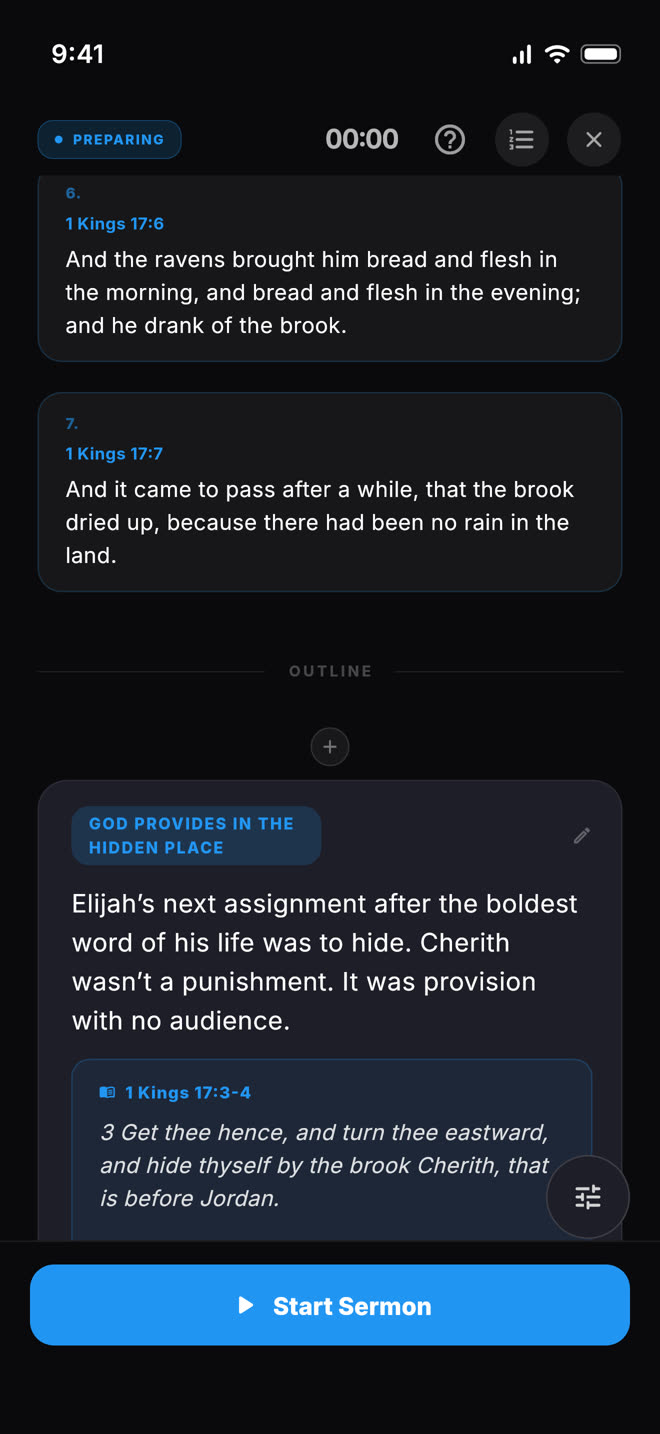 9:41
PREPARING
00:00
6.
1 Kings 17:6
And the ravens brought him bread and flesh in
the morning, and bread and flesh in the evening;
and he drank of the brook.
7.
1 Kings 17:7
And it came to pass after a while, that the brook
dried up, because there had been no rain in the
land.
OUTLINE
GOD PROVIDES IN THE
HIDDEN PLACE
Elijah’s next assignment after the boldest
word of his life was to hide. Cherith
wasn’t a punishment. It was provision
with no audience.
1 Kings 17:3-4
3 Get thee hence, and turn thee eastward,
and hide thyself by the brook Cherith, that
is before Jordan.
Start Sermon